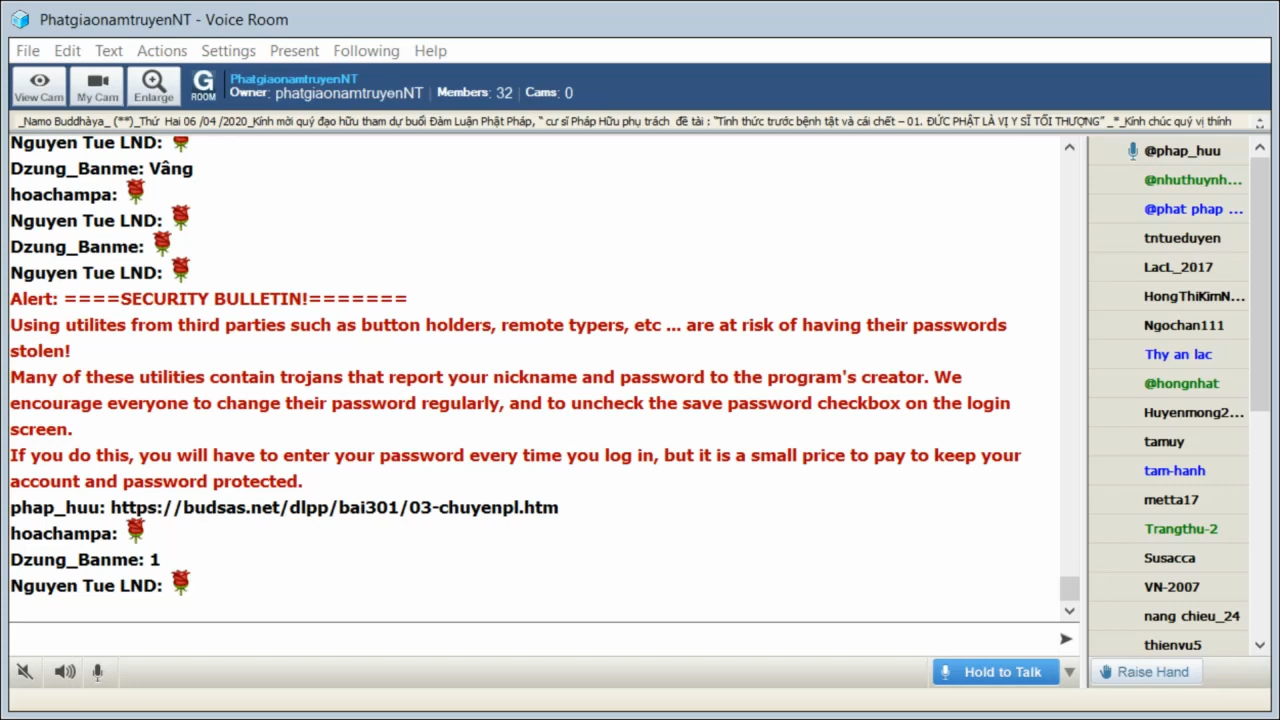 PhatgiaonamtruyenNT - Voice Room
File Edit Text Actions Settings Present Following Help
View Cam My Cam Enlarge G ROOM
PhatgiaonamtruyenNT
Owner: phatgiaonamtruyenNT | Members: 32 | Cams: 0
_Namo Buddhàya_ (**)_Thứ Hai 06 /04 /2020_Kính mời quý đạo hữu tham dự buổi Đàm Luận Phật Pháp, " cư sĩ Pháp Hữu phụ trách đề tài : "Tỉnh thức trước bệnh tật và cái chết – 01. ĐỨC PHẬT LÀ VỊ Y SĨ TỐI THƯỢNG" _*_Kính chúc quý vị thính
Nguyen Tue LND:
Dzung_Banme: Vâng
hoachampa:
Nguyen Tue LND:
Dzung_Banme:
Nguyen Tue LND:
Alert: ====SECURITY BULLETIN!=======
Using utilites from third parties such as button holders, remote typers, etc ... are at risk of having their passwords
stolen!
Many of these utilities contain trojans that report your nickname and password to the program's creator. We
encourage everyone to change their password regularly, and to uncheck the save password checkbox on the login
screen.
If you do this, you will have to enter your password every time you log in, but it is a small price to pay to keep your
account and password protected.
phap_huu: https://budsas.net/dlpp/bai301/03-chuyenpl.htm
hoachampa:
Dzung_Banme: 1
Nguyen Tue LND:
@phap_huu
@nhuthuynh...
@phat phap ...
tntueduyen
LacL_2017
HongThiKimN...
Ngochan111
Thy an lac
@hongnhat
Huyenmong2...
tamuy
tam-hanh
metta17
Trangthu-2
Susacca
VN-2007
nang chieu_24
thienvu5
Hold to Talk
Raise Hand